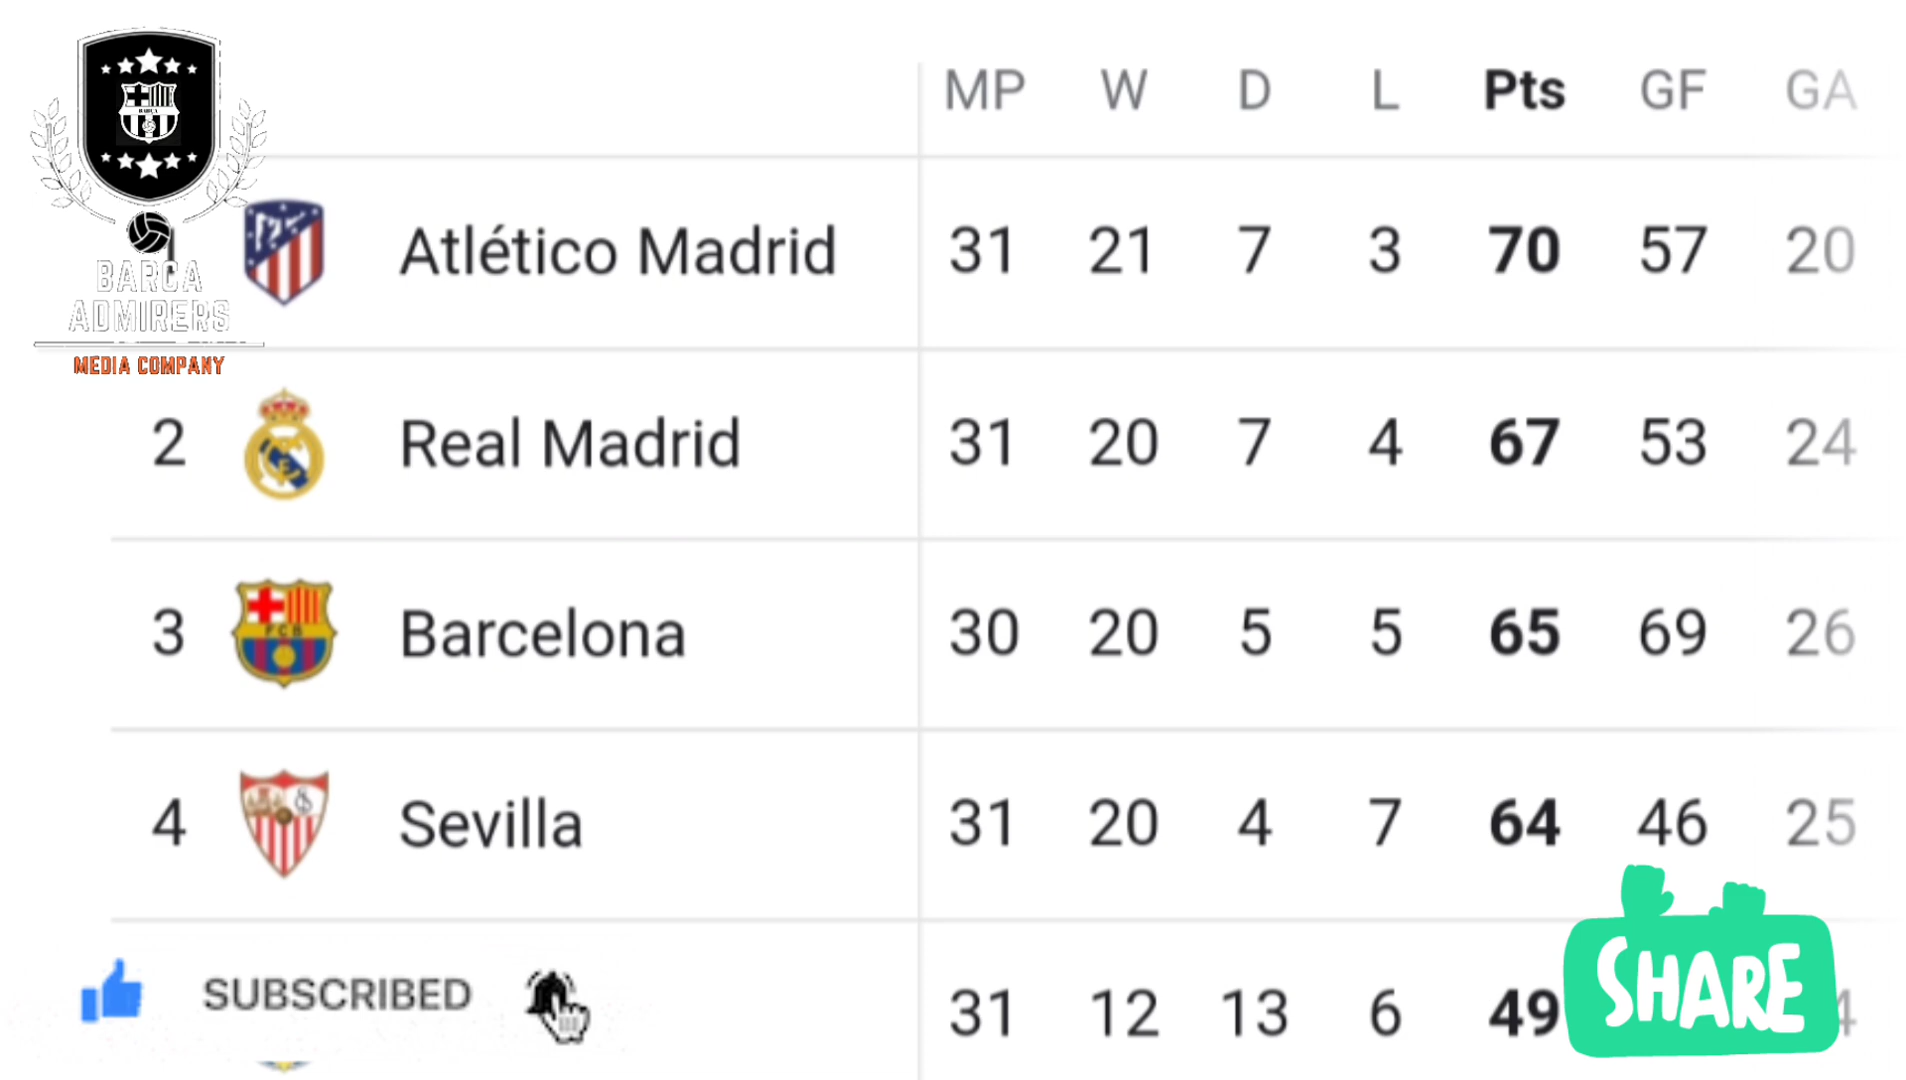 MP W D L Pts GF GA
1 Atlético Madrid 31 21 7 3 70 57 20
BARCA
ADMIRERS
MEDIA COMPANY
2 Real Madrid 31 20 7 4 67 53 24
3 Barcelona 30 20 5 5 65 69 26
FCB
4 Sevilla 31 20 4 7 64 46 25
SUBSCRIBED 31 12 13 6 49
SHARE